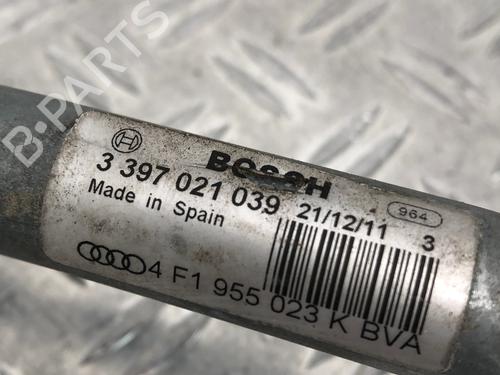 B-PARTS
BOSCH
3 397 021 039
Made in Spain
21/12/11
964
3
4 F1 955 023 K BVA